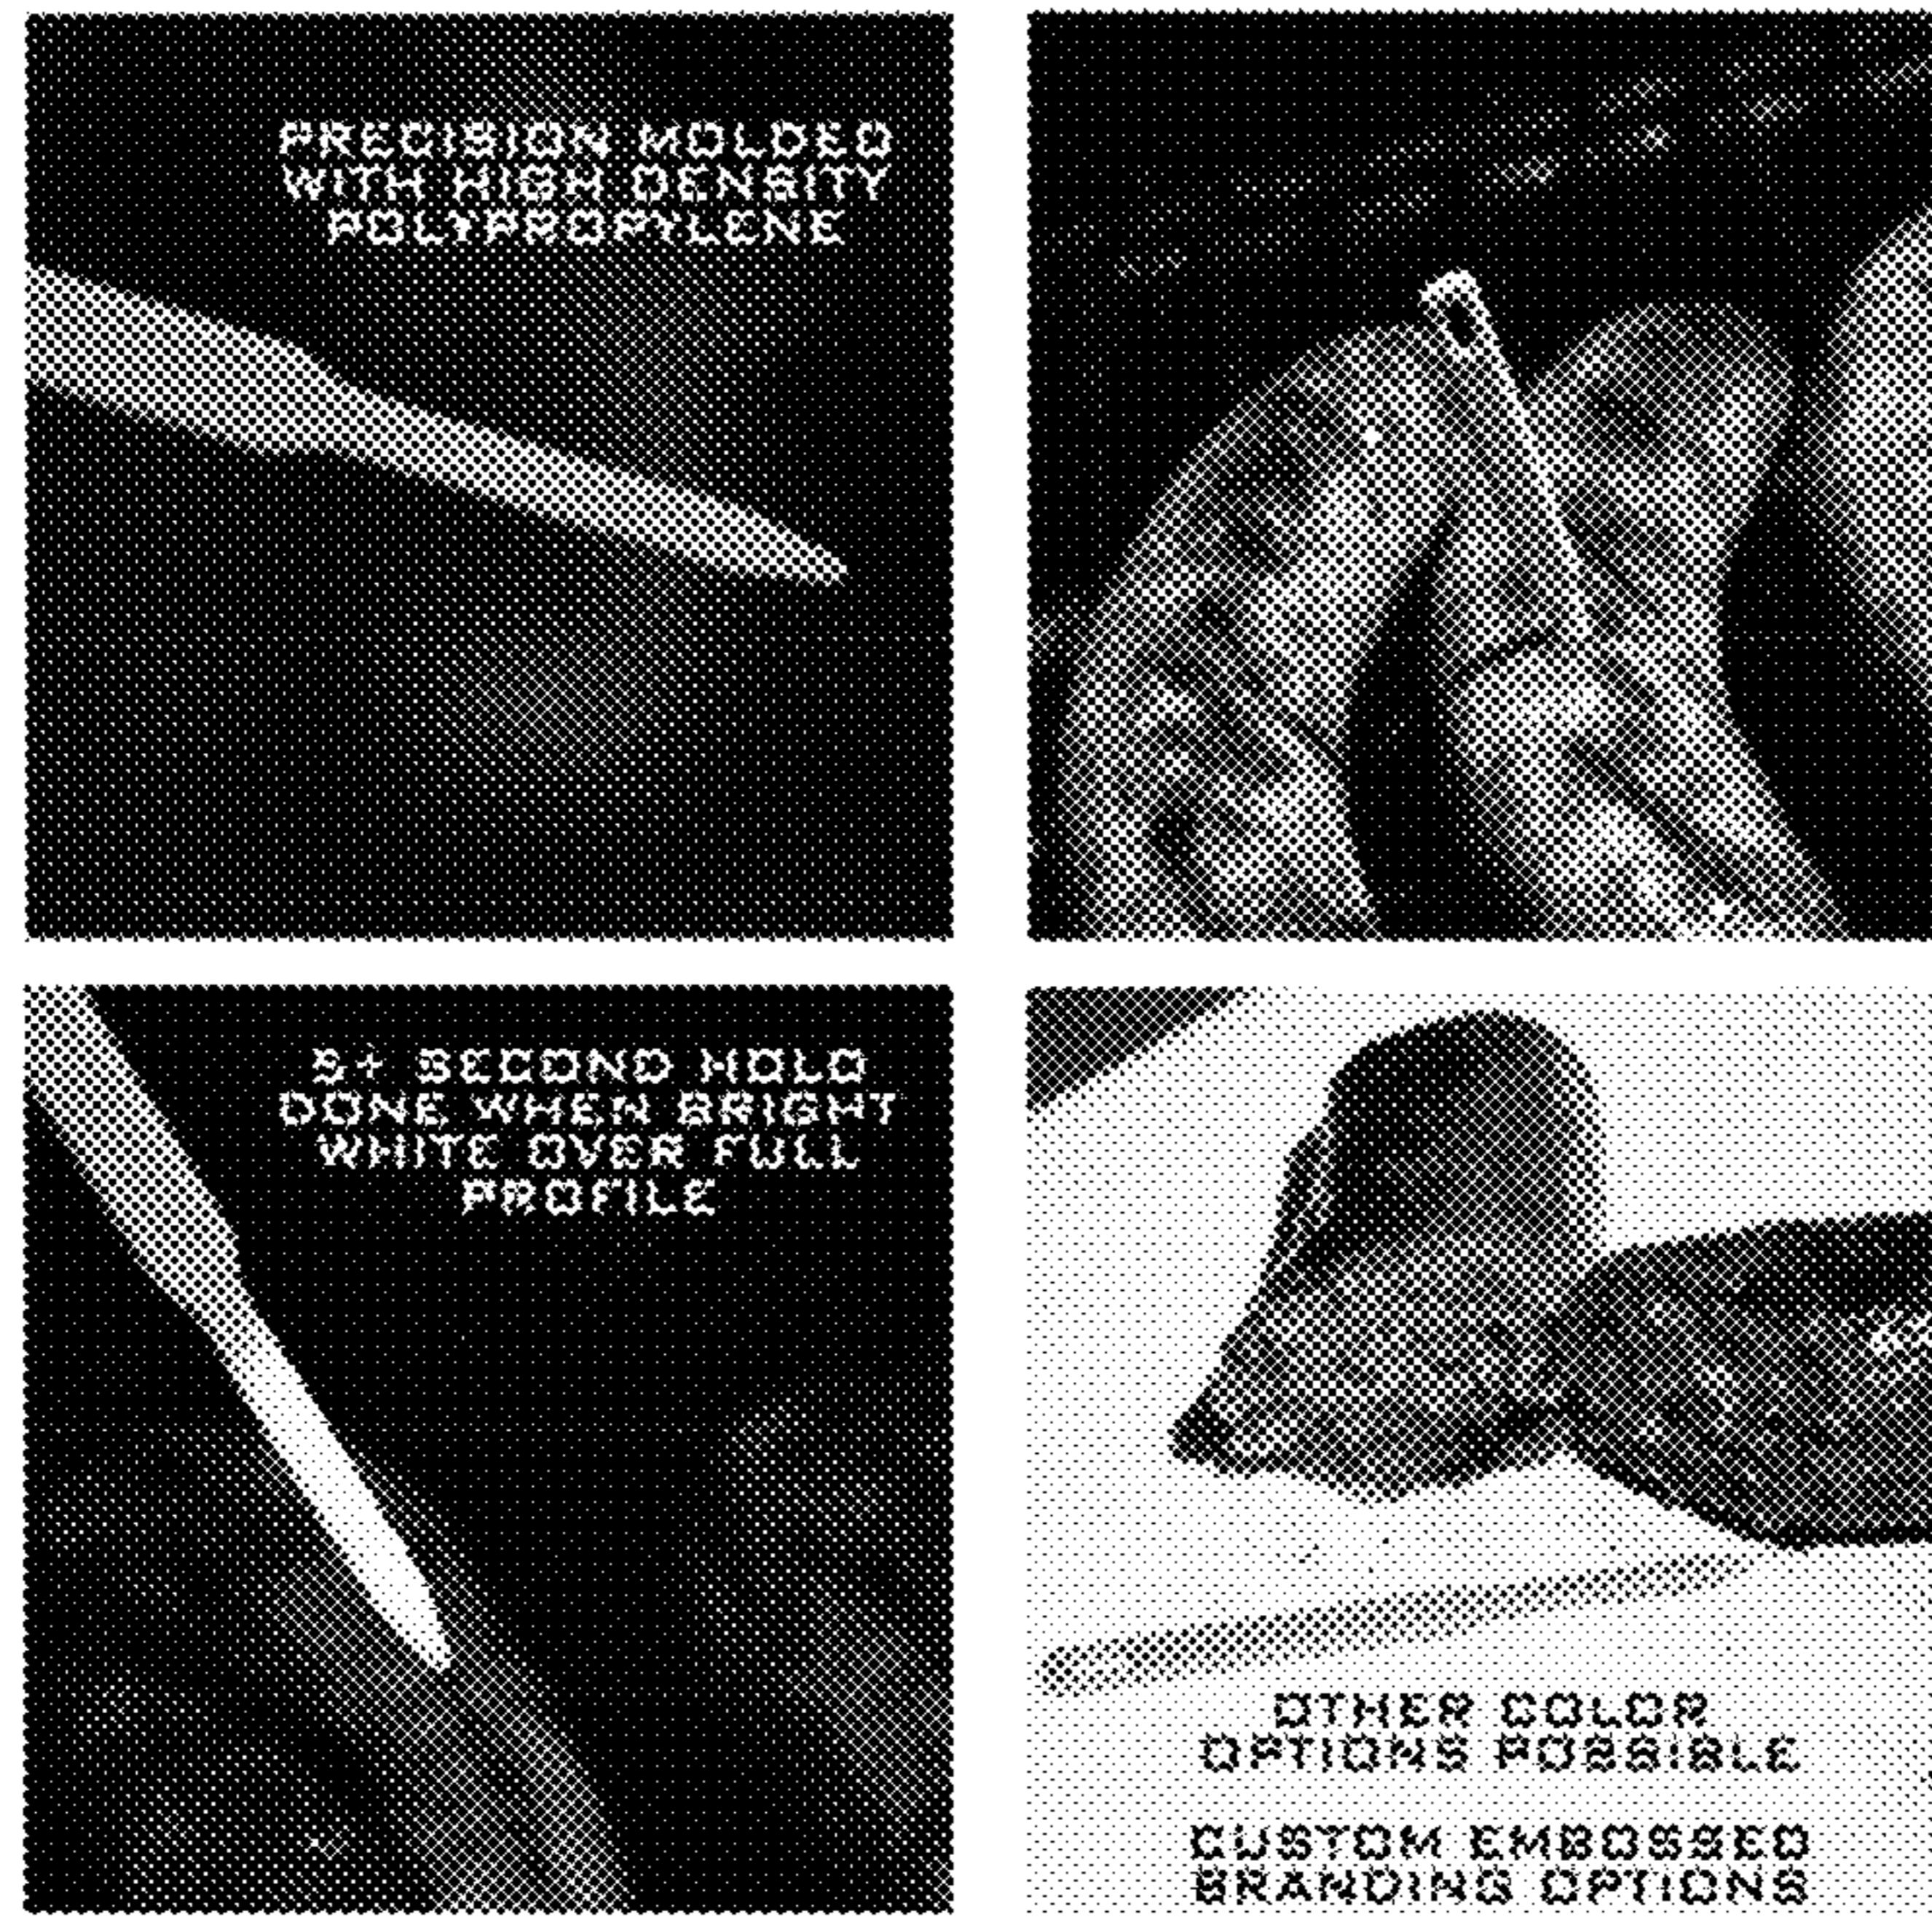 PRECISION MOLDED
WITH HIGH DENSITY
POLYPROPYLENE
5+ SECOND HOLD
DONE WHEN BRIGHT
WHITE OVER FULL
PROFILE
OTHER COLOR
OPTIONS POSSIBLE
CUSTOM EMBOSSED
BRANDING OPTIONS